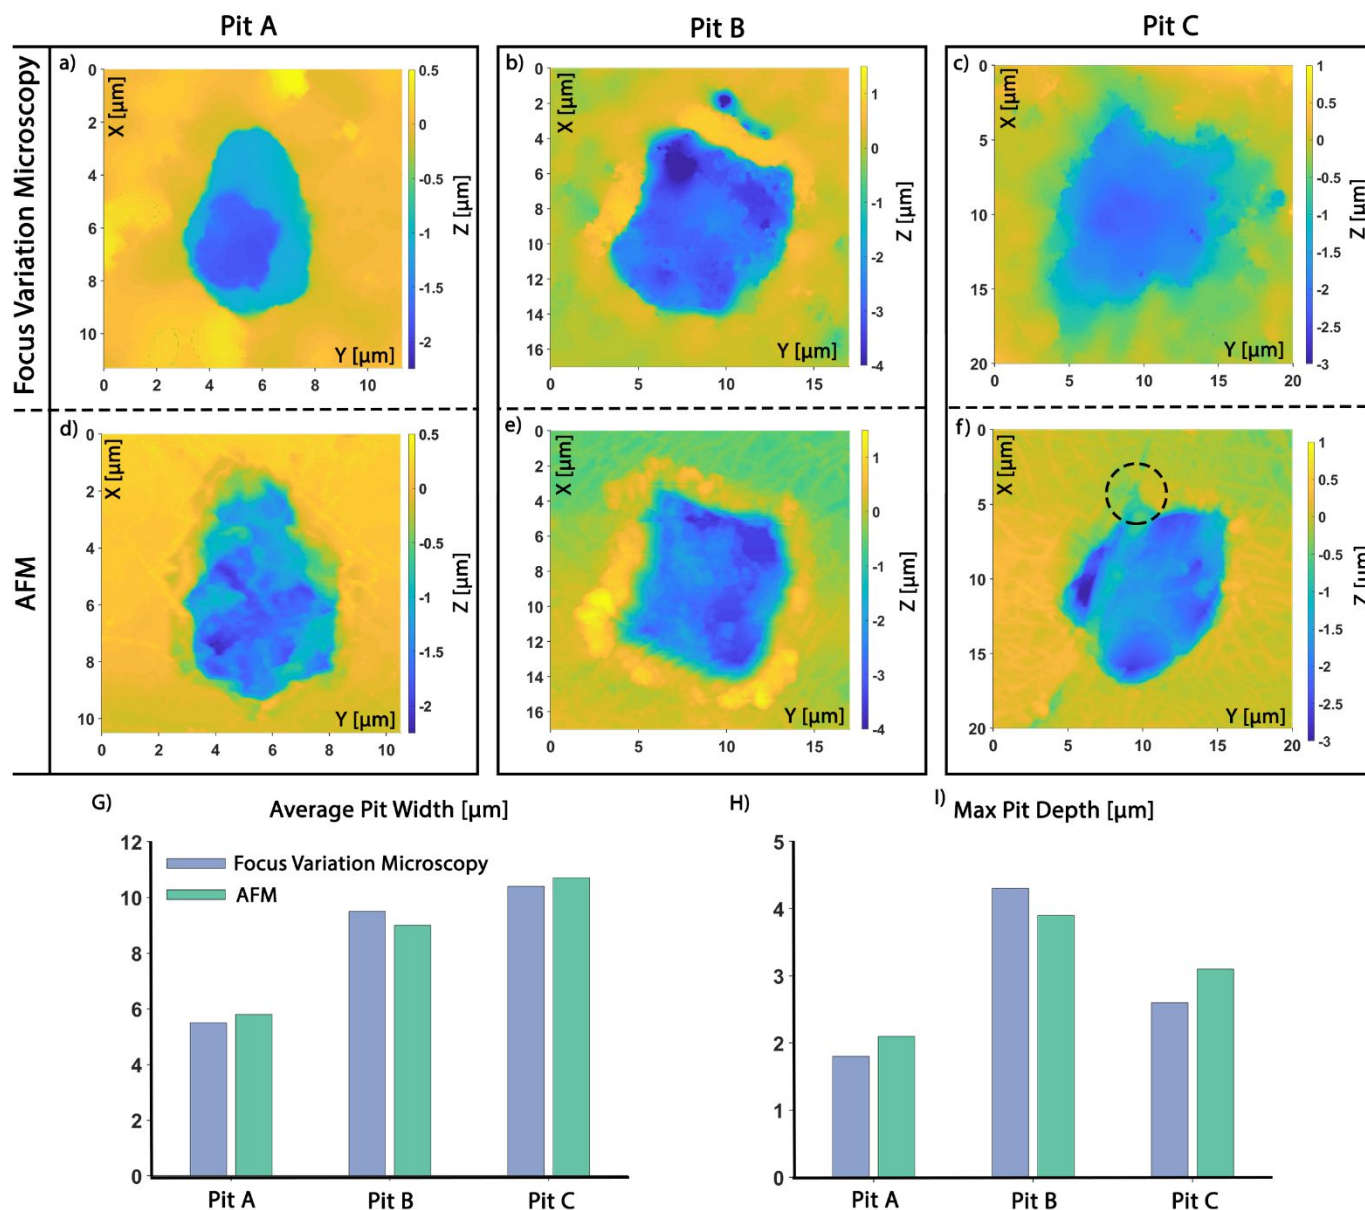 Pit A
Pit B
Pit C
Focus Variation Microscopy
a)
X [µm]
0
2
4
6
8
10
0
2
4
6
8
10
Y [µm]
0.5
0
-0.5
-1
-1.5
-2
Z [µm]
b)
X [µm]
0
2
4
6
8
10
12
14
16
0
5
10
15
Y [µm]
1
0
-1
-2
-3
-4
Z [µm]
c)
X [µm]
0
5
10
15
20
0
5
10
15
20
Y [µm]
1
0.5
0
-0.5
-1
-1.5
-2
-2.5
-3
Z [µm]
AFM
d)
X [µm]
0
2
4
6
8
10
0
2
4
6
8
10
Y [µm]
0.5
0
-0.5
-1
-1.5
-2
Z [µm]
e)
X [µm]
0
2
4
6
8
10
12
14
16
0
5
10
15
Y [µm]
1
0
-1
-2
-3
-4
Z [µm]
f)
X [µm]
0
5
10
15
20
0
5
10
15
20
Y [µm]
1
0.5
0
-0.5
-1
-1.5
-2
-2.5
-3
Z [µm]
G)
Average Pit Width [µm]
12
10
8
6
4
2
0
Focus Variation Microscopy
AFM
Pit A
Pit B
Pit C
H)
I)
Max Pit Depth [µm]
5
4
3
2
1
0
Pit A
Pit B
Pit C